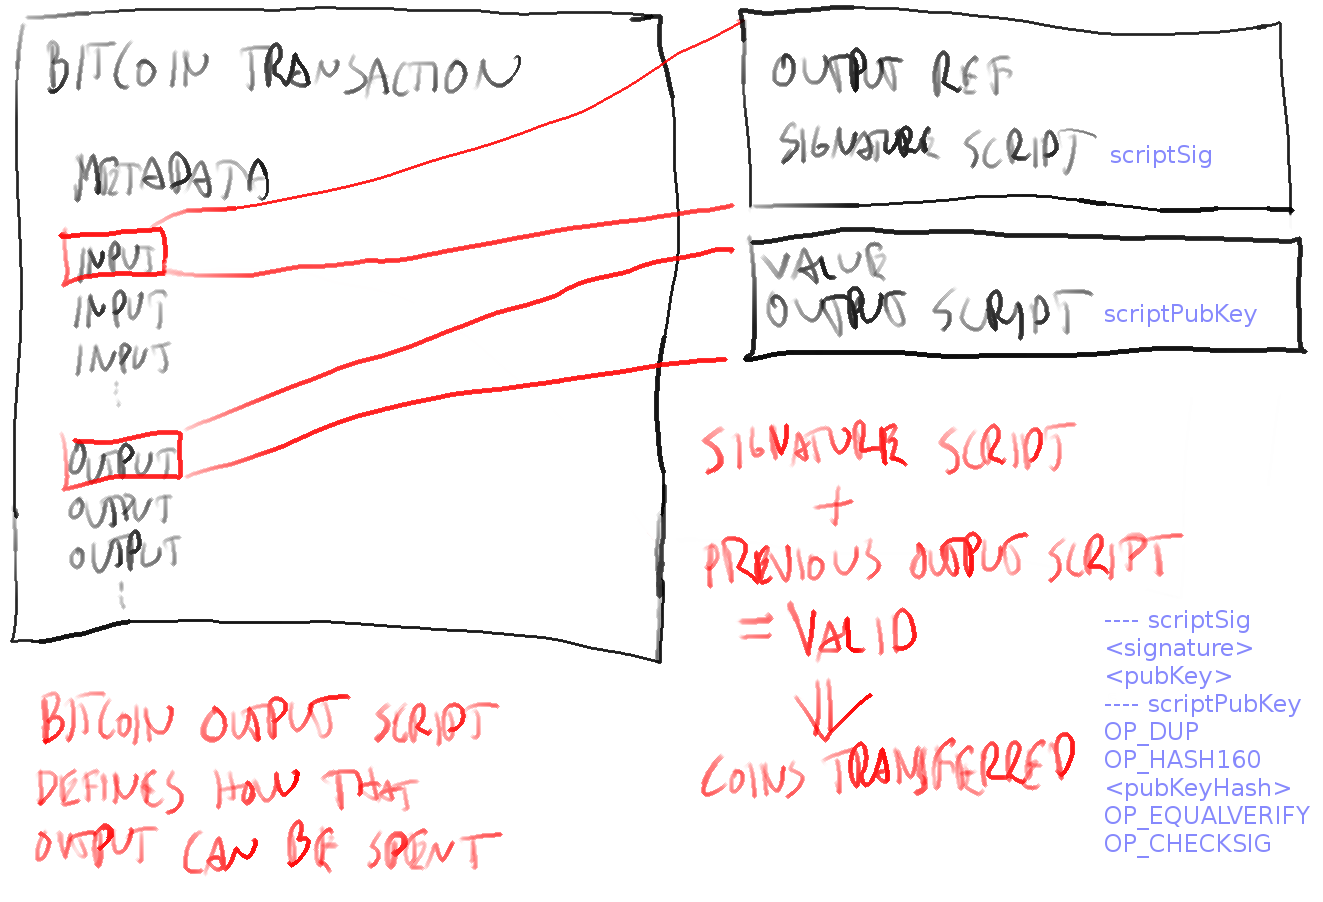 BITCOIN TRANSACTION
METADATA
INPUT
INPUT
INPUT
OUTPUT
OUTPUT
OUTPUT
OUTPUT REF
SIGNATURE SCRIPT scriptSig
VALUE
OUTPUT SCRIPT scriptPubKey
SIGNATURE SCRIPT
+
PREVIOUS OUTPUT SCRIPT
= VALID
COINS TRANSFERRED
---- scriptSig
<signature>
<pubKey>
---- scriptPubKey
OP_DUP
OP_HASH160
<pubKeyHash>
OP_EQUALVERIFY
OP_CHECKSIG
BITCOIN OUTPUT SCRIPT
DEFINES HOW THAT
OUTPUT CAN BE SPENT